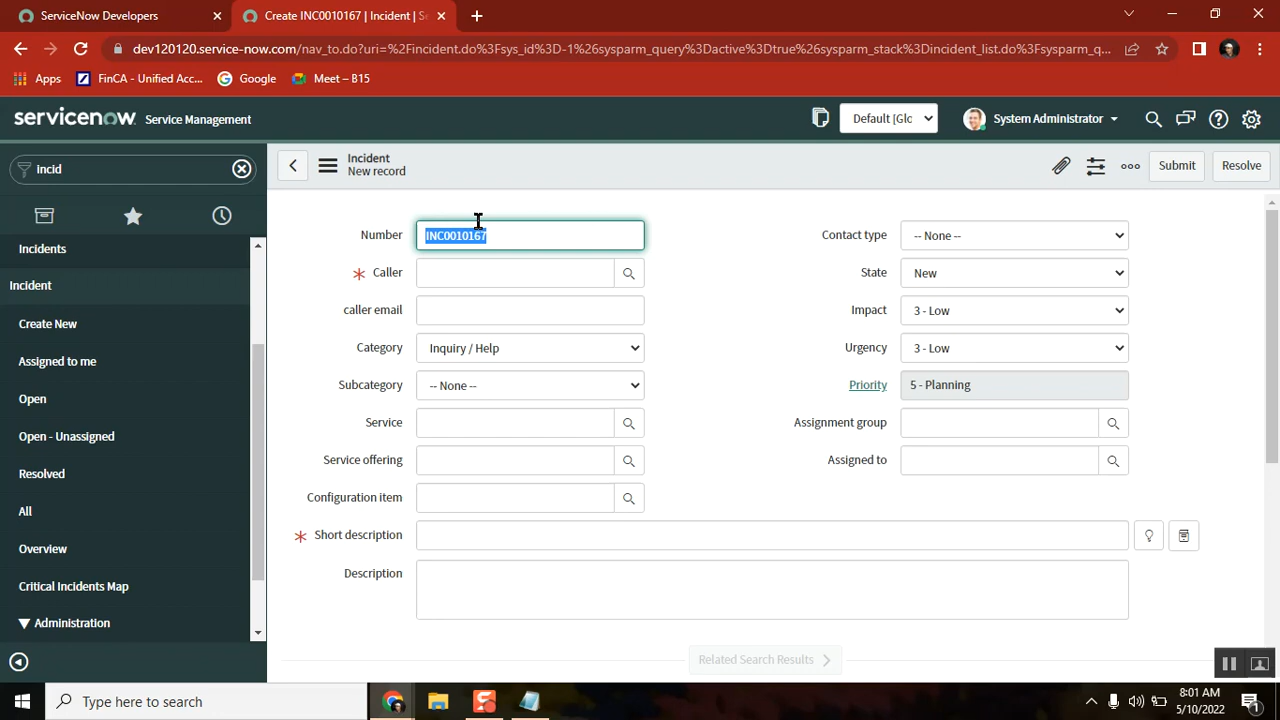 ServiceNow Developers
Create INC0010167 | Incident | S
dev120120.service-now.com/nav_to.do?uri=%2Fincident.do%3Fsys_id%3D-1%26sysparm_query%3Dactive%3Dtrue%26sysparm_stack%3Dincident_list.do%3Fsysparm_q...
Apps
FinCA - Unified Acc...
Google
Meet – B15
servicenow Service Management
Default [Glc
System Administrator
incid
Incident
New record
Submit
Resolve
Incidents
Incident
Create New
Assigned to me
Open
Open - Unassigned
Resolved
All
Overview
Critical Incidents Map
Administration
Number INC0010167
Caller
caller email
Category Inquiry / Help
Subcategory -- None --
Service
Service offering
Configuration item
Short description
Description
Contact type -- None --
State New
Impact 3 - Low
Urgency 3 - Low
Priority 5 - Planning
Assignment group
Assigned to
Related Search Results
Type here to search
8:01 AM
5/10/2022
1